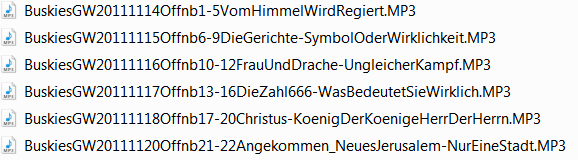 BuskiesGW20111114Offnb1-5VomHimmelWirdRegiert.MP3
BuskiesGW20111115Offnb6-9DieGerichte-SymbolOderWirklichkeit.MP3
BuskiesGW20111116Offnb10-12FrauUndDrache-UngleicherKampf.MP3
BuskiesGW20111117Offnb13-16DieZahl666-WasBedeutetSieWirklich.MP3
BuskiesGW20111118Offnb17-20Christus-KoenigDerKoenigeHerrDerHerrn.MP3
BuskiesGW20111120Offnb21-22Angekommen_NeuesJerusalem-NurEineStadt.MP3